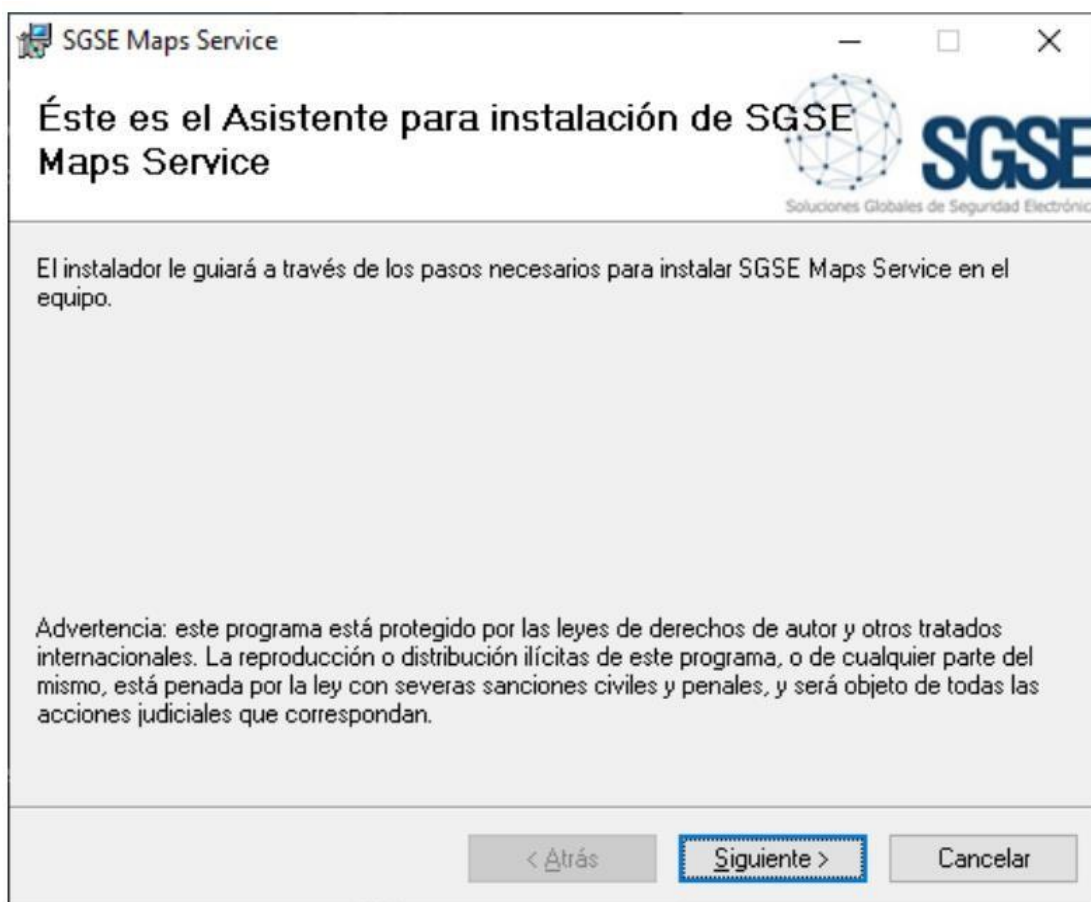 SGSE Maps Service
Éste es el Asistente para instalación de SGSE
Maps Service
SGSE
Soluciones Globales de Seguridad Electrónic
El instalador le guiará a través de los pasos necesarios para instalar SGSE Maps Service en el
equipo.
Advertencia: este programa está protegido por las leyes de derechos de autor y otros tratados
internacionales. La reproducción o distribución ilícitas de este programa, o de cualquier parte del
mismo, está penada por la ley con severas sanciones civiles y penales, y será objeto de todas las
acciones judiciales que correspondan.
< Atrás
Siguiente >
Cancelar